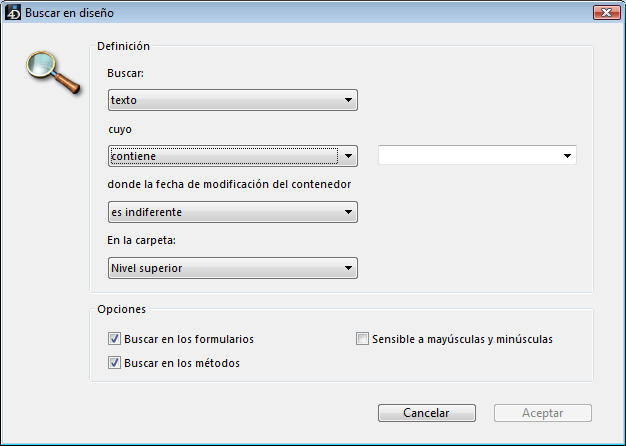 Buscar en diseño
Definición
Buscar:
texto
cuyo
contiene
donde la fecha de modificación del contenedor
es indiferente
En la carpeta:
Nivel superior
Opciones
Buscar en los formularios
Sensible a mayúsculas y minúsculas
Buscar en los métodos
Cancelar
Aceptar